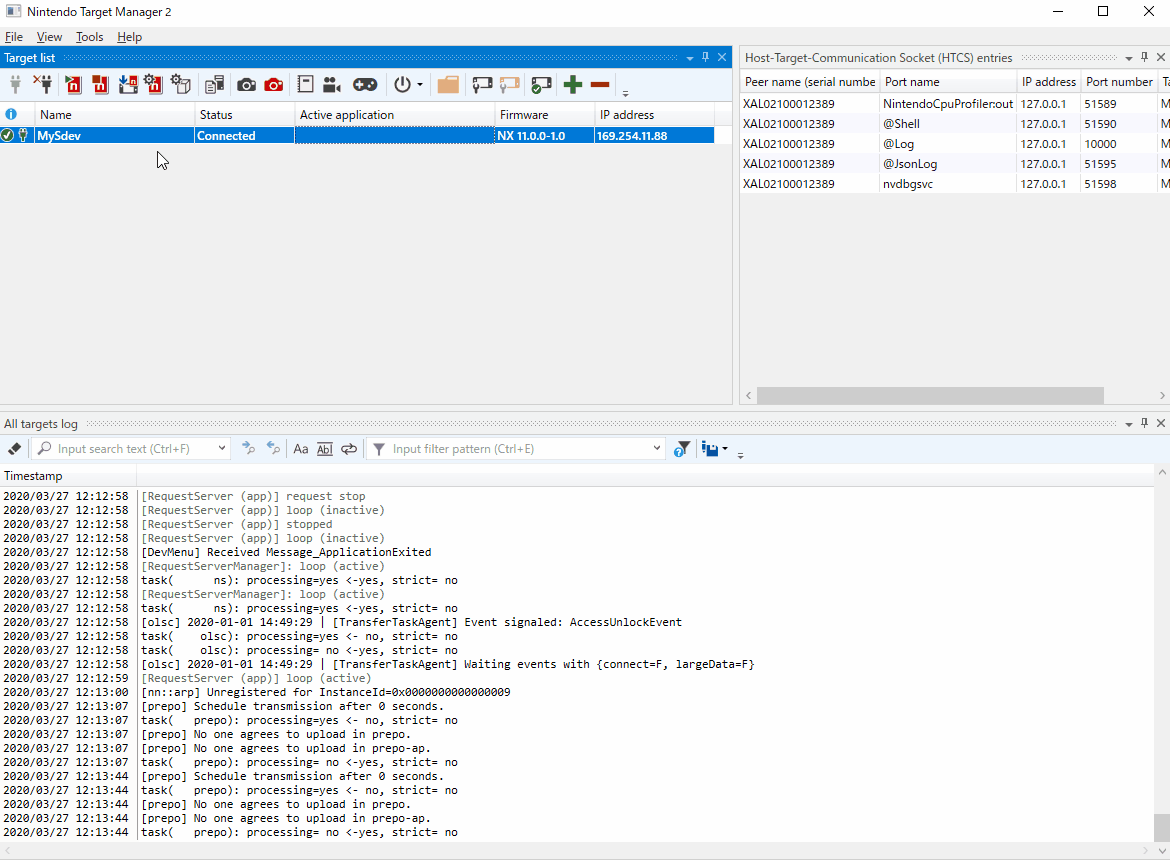 Nintendo Target Manager 2
File View Tools Help
Target list
Name Status Active application Firmware IP address
MySdev Connected NX 11.0.0-1.0 169.254.11.88
Host-Target-Communication Socket (HTCS) entries
Peer name (serial numbe Port name IP address Port number Ta
XAL02100012389 NintendoCpuProfiler:out 127.0.0.1 51589 M
XAL02100012389 @Shell 127.0.0.1 51590 M
XAL02100012389 @Log 127.0.0.1 10000 M
XAL02100012389 @JsonLog 127.0.0.1 51595 M
XAL02100012389 nvdbgsvc 127.0.0.1 51598 M
All targets log
Input search text (Ctrl+F) Aa Abl Input filter pattern (Ctrl+E)
Timestamp
2020/03/27 12:12:58 [RequestServer (app)] request stop
2020/03/27 12:12:58 [RequestServer (app)] loop (inactive)
2020/03/27 12:12:58 [RequestServer (app)] stopped
2020/03/27 12:12:58 [RequestServer (app)] loop (inactive)
2020/03/27 12:12:58 [DevMenu] Received Message_ApplicationExited
2020/03/27 12:12:58 [RequestServerManager]: loop (active)
2020/03/27 12:12:58 task( ns): processing=yes <-yes, strict= no
2020/03/27 12:12:58 [RequestServerManager]: loop (active)
2020/03/27 12:12:58 task( ns): processing=yes <-yes, strict= no
2020/03/27 12:12:58 [olsc] 2020-01-01 14:49:29 | [TransferTaskAgent] Event signaled: AccessUnlockEvent
2020/03/27 12:12:58 task( olsc): processing=yes <- no, strict= no
2020/03/27 12:12:58 task( olsc): processing= no <-yes, strict= no
2020/03/27 12:12:58 [olsc] 2020-01-01 14:49:29 | [TransferTaskAgent] Waiting events with {connect=F, largeData=F}
2020/03/27 12:12:59 [RequestServer (app)] loop (active)
2020/03/27 12:13:00 [nn::arp] Unregistered for InstanceId=0x0000000000000009
2020/03/27 12:13:07 [prepo] Schedule transmission after 0 seconds.
2020/03/27 12:13:07 task( prepo): processing=yes <- no, strict= no
2020/03/27 12:13:07 [prepo] No one agrees to upload in prepo.
2020/03/27 12:13:07 [prepo] No one agrees to upload in prepo-ap.
2020/03/27 12:13:07 task( prepo): processing= no <-yes, strict= no
2020/03/27 12:13:44 [prepo] Schedule transmission after 0 seconds.
2020/03/27 12:13:44 task( prepo): processing=yes <- no, strict= no
2020/03/27 12:13:44 [prepo] No one agrees to upload in prepo.
2020/03/27 12:13:44 [prepo] No one agrees to upload in prepo-ap.
2020/03/27 12:13:44 task( prepo): processing= no <-yes, strict= no